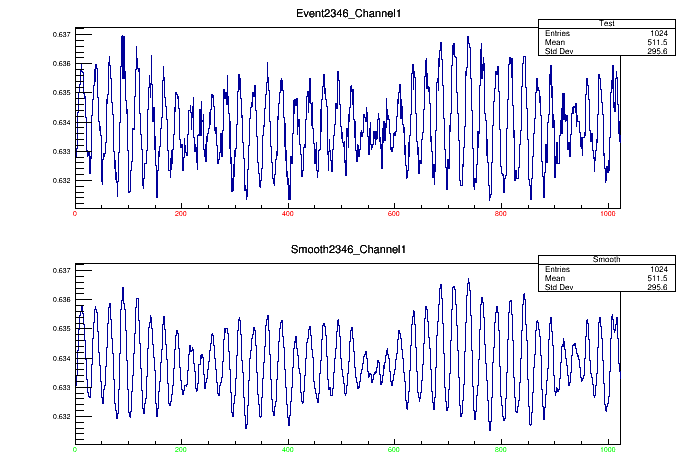 Event2346_Channel1
Test
Entries 1024
Mean 511.5
Std Dev 295.6
0.637
0.636
0.635
0.634
0.633
0.632
0 200 400 600 800 1000
Smooth2346_Channel1
Smooth
Entries 1024
Mean 511.5
Std Dev 295.6
0.637
0.636
0.635
0.634
0.633
0.632
0 200 400 600 800 1000